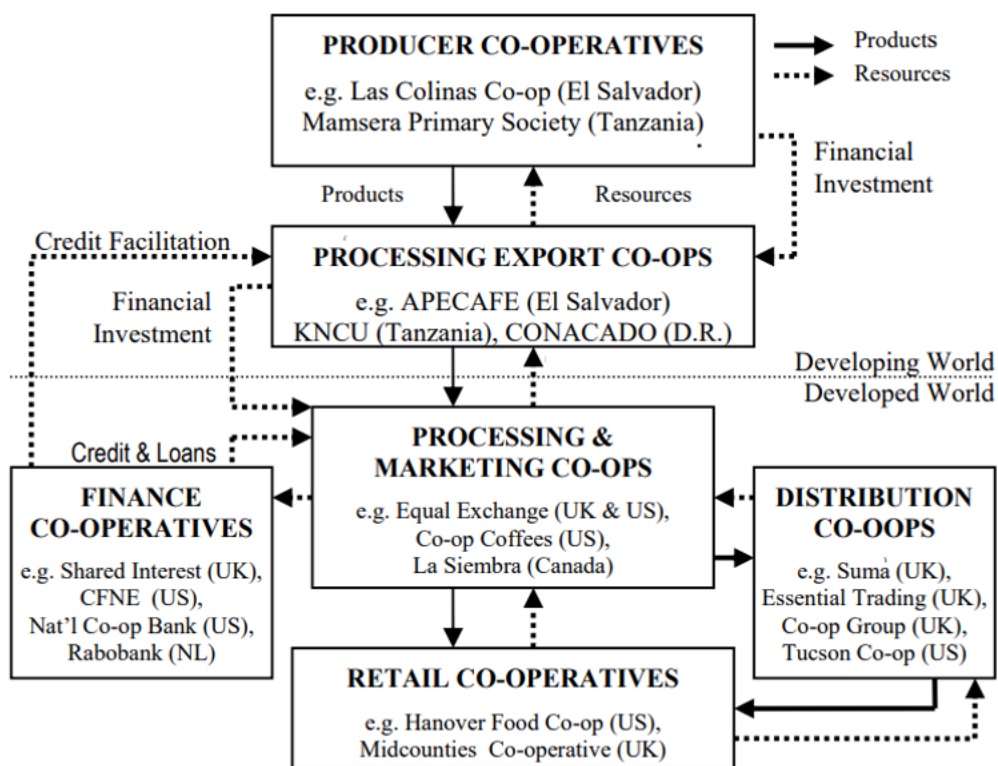 PRODUCER CO-OPERATIVES
e.g. Las Colinas Co-op (El Salvador)
Mamsera Primary Society (Tanzania)
Products
Resources
Financial
Investment
Products
Resources
Credit Facilitation
PROCESSING EXPORT CO-OPS
e.g. APECAFE (El Salvador)
KNCU (Tanzania), CONACADO (D.R.)
Financial
Investment
Developing World
Developed World
PROCESSING &
MARKETING CO-OPS
e.g. Equal Exchange (UK & US),
Co-op Coffees (US),
La Siembra (Canada)
Credit & Loans
FINANCE
CO-OPERATIVES
e.g. Shared Interest (UK),
CFNE (US),
Nat'l Co-op Bank (US),
Rabobank (NL)
DISTRIBUTION
CO-OOPS
e.g. Suma (UK),
Essential Trading (UK),
Co-op Group (UK),
Tucson Co-op (US)
RETAIL CO-OPERATIVES
e.g. Hanover Food Co-op (US),
Midcounties Co-operative (UK)